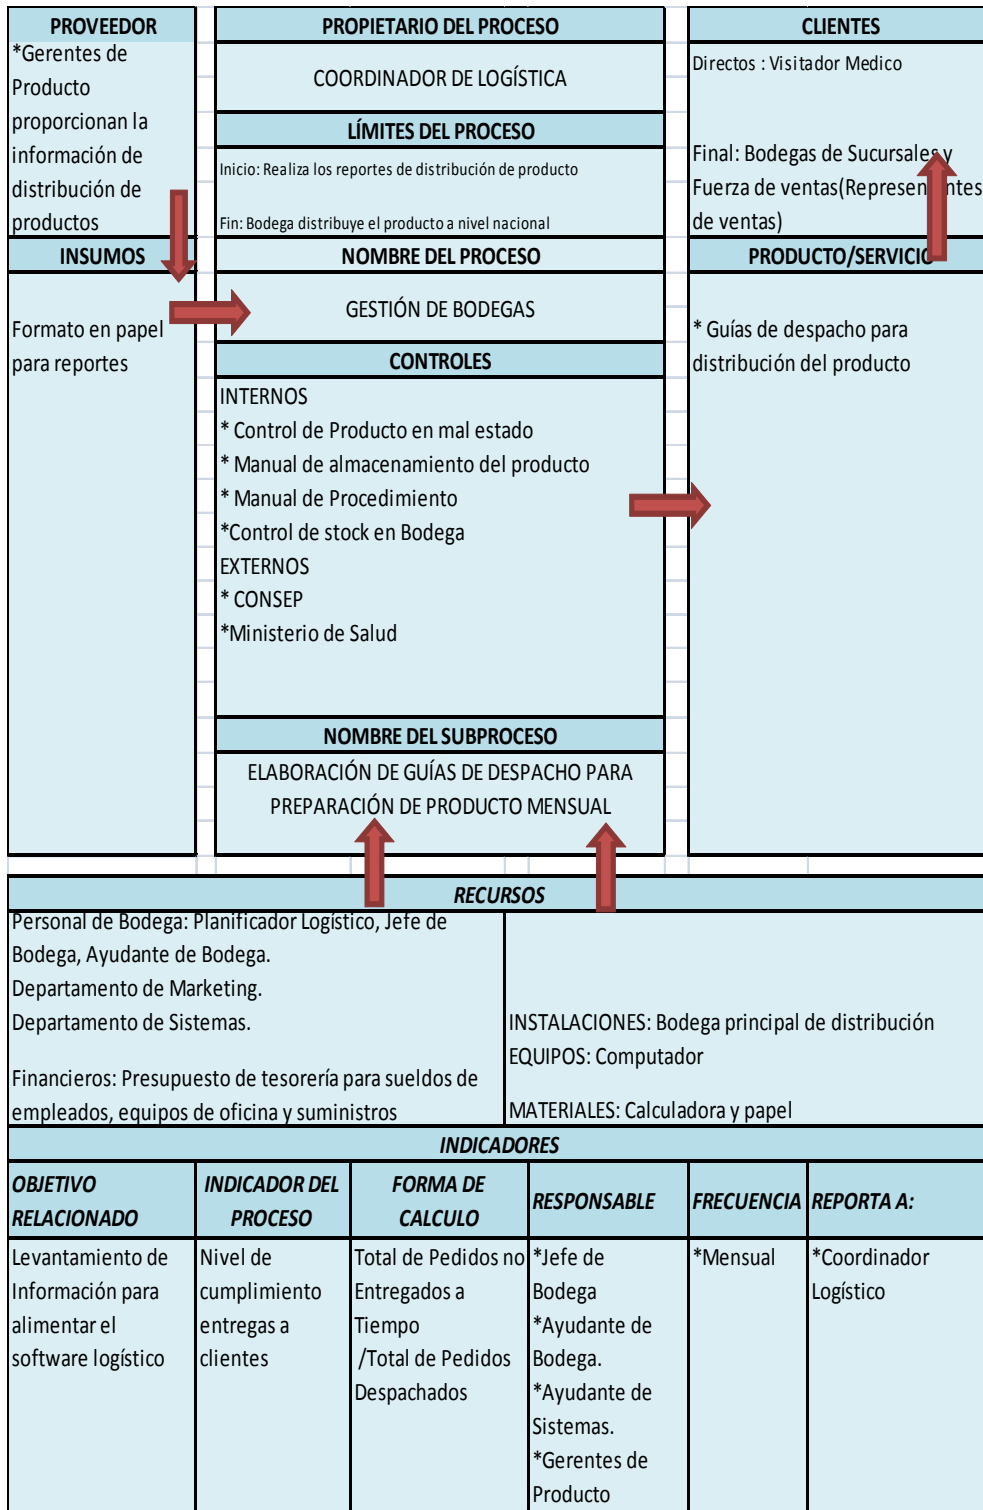 PROVEEDOR
*Gerentes de
Producto
proporcionan la
información de
distribución de
productos
INSUMOS
Formato en papel
para reportes
PROPIETARIO DEL PROCESO
COORDINADOR DE LOGÍSTICA
LÍMITES DEL PROCESO
Inicio: Realiza los reportes de distribución de producto
Fin: Bodega distribuye el producto a nivel nacional
NOMBRE DEL PROCESO
GESTIÓN DE BODEGAS
CONTROLES
INTERNOS
* Control de Producto en mal estado
* Manual de almacenamiento del producto
* Manual de Procedimiento
*Control de stock en Bodega
EXTERNOS
* CONSEP
*Ministerio de Salud
NOMBRE DEL SUBPROCESO
ELABORACIÓN DE GUÍAS DE DESPACHO PARA
PREPARACIÓN DE PRODUCTO MENSUAL
CLIENTES
Directos : Visitador Medico
Final: Bodegas de Sucursales y
Fuerza de ventas(Representantes
de ventas)
PRODUCTO/SERVICIO
* Guías de despacho para
distribución del producto
RECURSOS
Personal de Bodega: Planificador Logístico, Jefe de
Bodega, Ayudante de Bodega.
Departamento de Marketing.
Departamento de Sistemas.
Financieros: Presupuesto de tesorería para sueldos de
empleados, equipos de oficina y suministros
INSTALACIONES: Bodega principal de distribución
EQUIPOS: Computador
MATERIALES: Calculadora y papel
INDICADORES
OBJETIVO
RELACIONADO
INDICADOR DEL
PROCESO
FORMA DE
CALCULO
RESPONSABLE
FRECUENCIA
REPORTA A:
Levantamiento de
Información para
alimentar el
software logístico
Nivel de
cumplimiento
entregas a
clientes
Total de Pedidos no
Entregados a
Tiempo
/Total de Pedidos
Despachados
*Jefe de
Bodega
*Ayudante de
Bodega.
*Ayudante de
Sistemas.
*Gerentes de
Producto
*Mensual
*Coordinador
Logístico